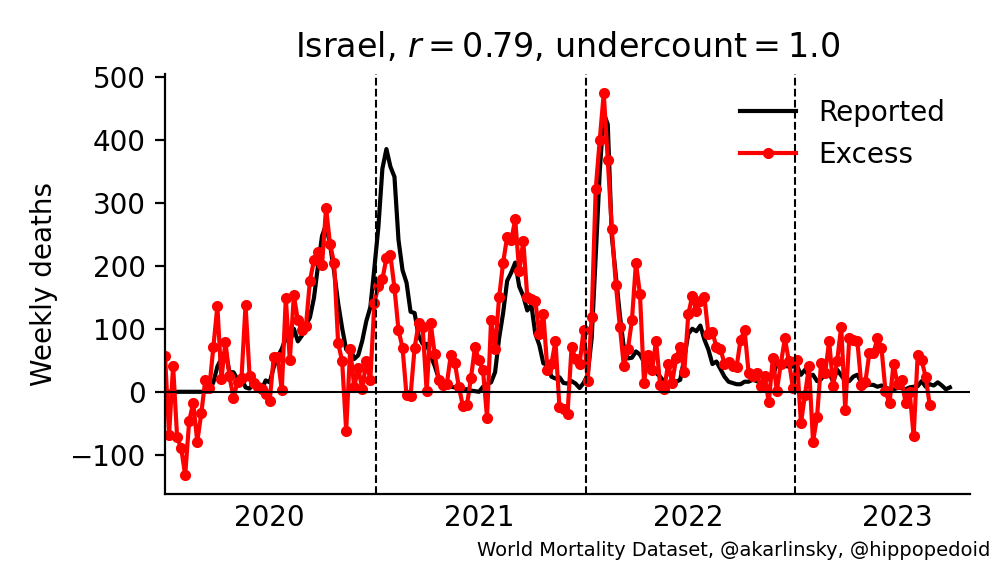 Israel, r = 0.79, undercount = 1.0
500
400
300
200
100
0
−100
Weekly deaths
Reported
Excess
2020 2021 2022 2023
World Mortality Dataset, @akarlinsky, @hippopedoid